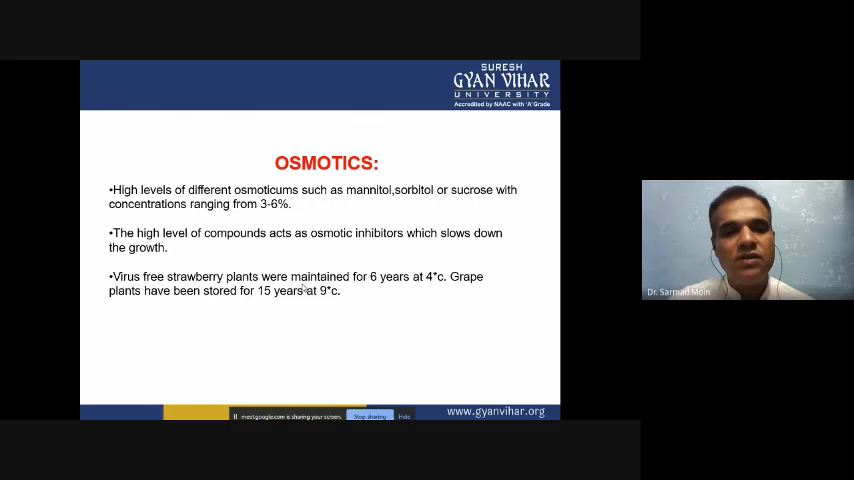 SURESH
GYAN VIHAR
UNIVERSITY
Accredited by NAAC with 'A' Grade
OSMOTICS:
•High levels of different osmoticums such as mannitol,sorbitol or sucrose with
concentrations ranging from 3-6%.
•The high level of compounds acts as osmotic inhibitors which slows down
the growth.
•Virus free strawberry plants were maintained for 6 years at 4*c. Grape
plants have been stored for 15 years at 9*c.
Dr. Sarmad Moin
meet.google.com is sharing your screen.
Stop sharing
Hide
www.gyanvihar.org